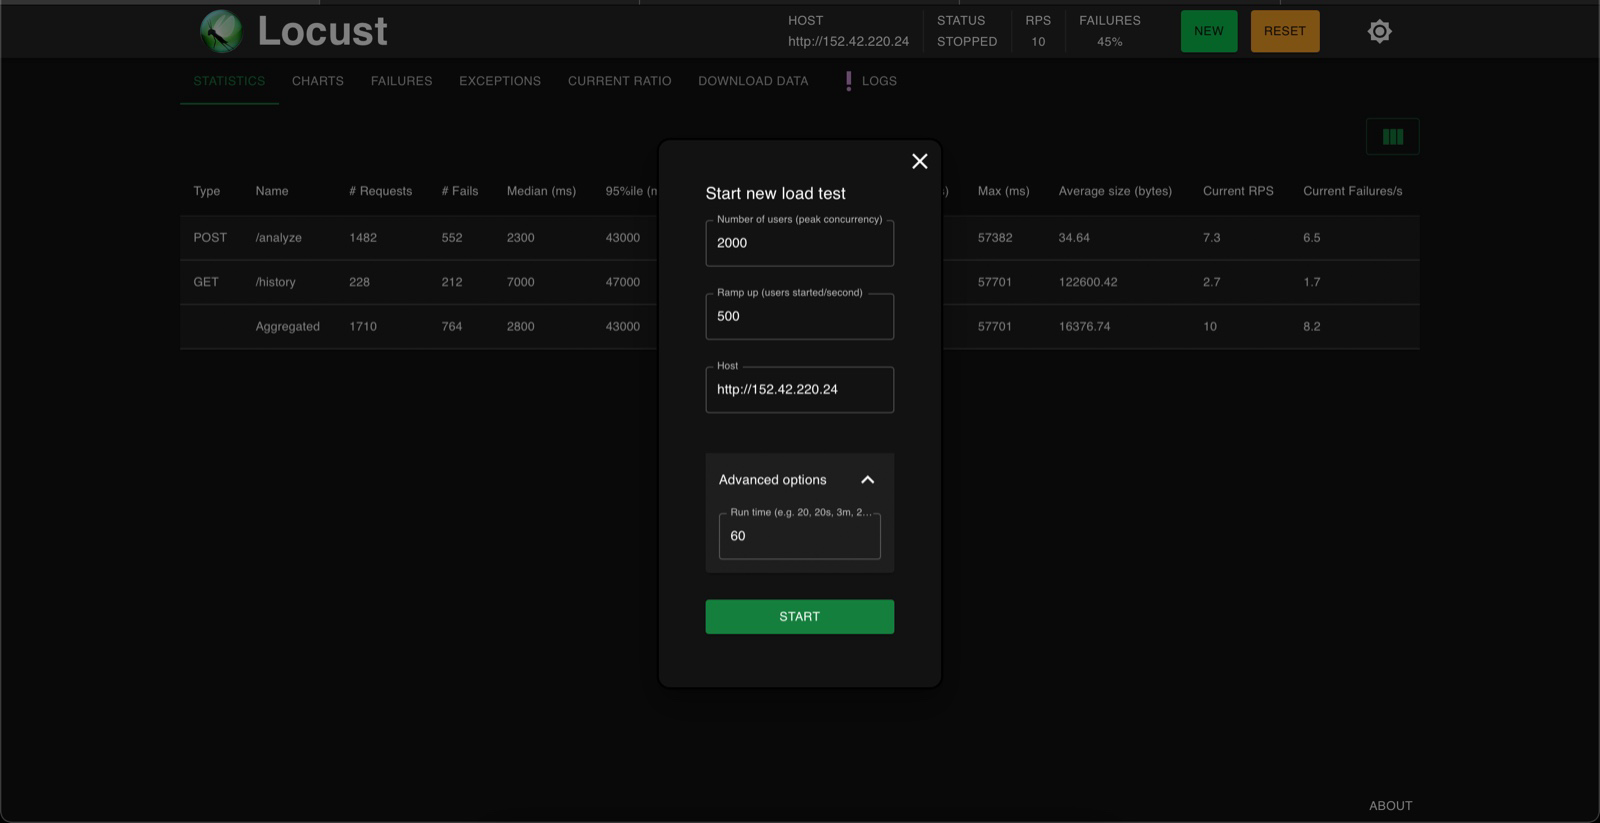 Locust
HOST
http://152.42.220.24
STATUS
STOPPED
RPS
10
FAILURES
45%
NEW
RESET
STATISTICS CHARTS FAILURES EXCEPTIONS CURRENT RATIO DOWNLOAD DATA LOGS
Type Name # Requests # Fails Median (ms) 95%ile (m Max (ms) Average size (bytes) Current RPS Current Failures/s
POST /analyze 1482 552 2300 43000 57382 34.64 7.3 6.5
GET /history 228 212 7000 47000 57701 122600.42 2.7 1.7
Aggregated 1710 764 2800 43000 57701 16376.74 10 8.2
Start new load test
Number of users (peak concurrency)
2000
Ramp up (users started/second)
500
Host
http://152.42.220.24
Advanced options
Run time (e.g. 20, 20s, 3m, 2...
60
START
ABOUT